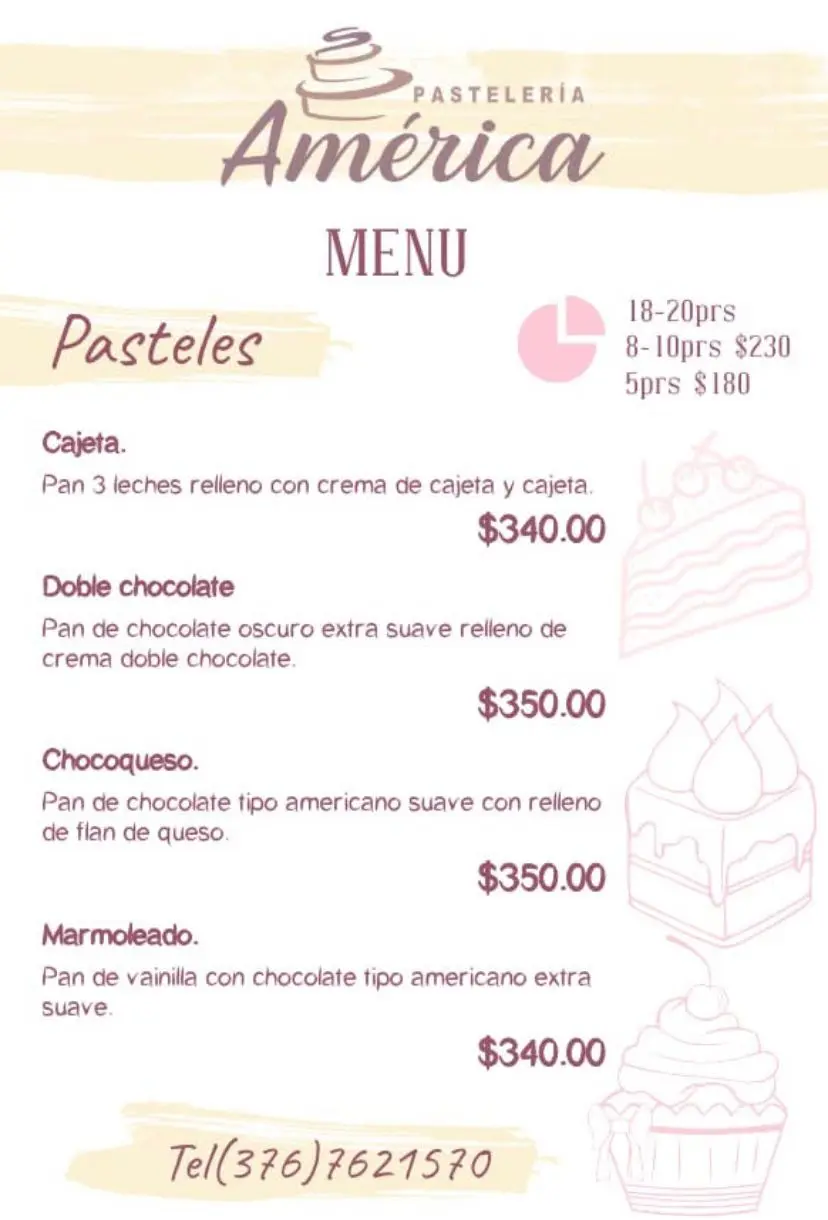 PASTELERÍA
América
MENU
Pasteles
18-20prs
8-10prs $230
5prs $180
Cajeta.
Pan 3 leches relleno con crema de cajeta y cajeta.
$340.00
Doble chocolate
Pan de chocolate oscuro extra suave relleno de
crema doble chocolate.
$350.00
Chocoqueso.
Pan de chocolate tipo americano suave con relleno
de flan de queso.
$350.00
Marmoleado.
Pan de vainilla con chocolate tipo americano extra
suave.
$340.00
Tel(376)7621570